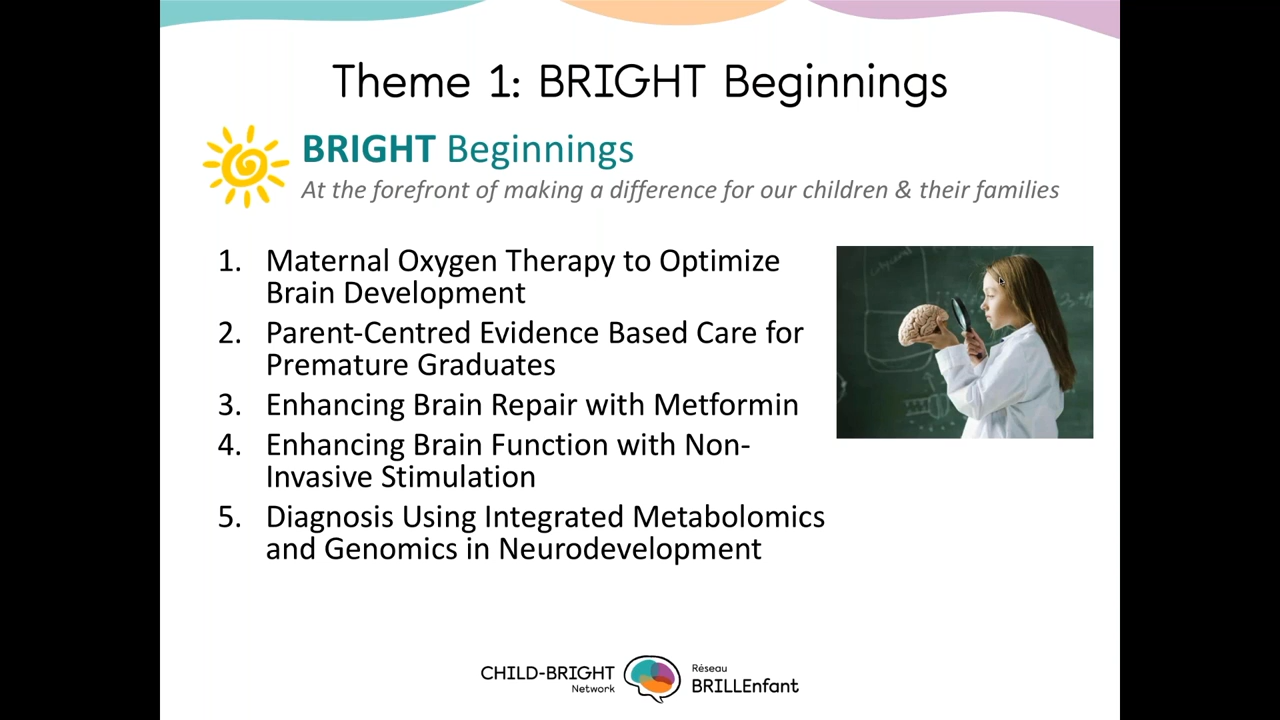 Theme 1: BRIGHT Beginnings
BRIGHT Beginnings
At the forefront of making a difference for our children & their families
1. Maternal Oxygen Therapy to Optimize
Brain Development
2. Parent-Centred Evidence Based Care for
Premature Graduates
3. Enhancing Brain Repair with Metformin
4. Enhancing Brain Function with Non-
Invasive Stimulation
5. Diagnosis Using Integrated Metabolomics
and Genomics in Neurodevelopment
CHILD-BRIGHT
Network
Réseau
BRILLEnfant